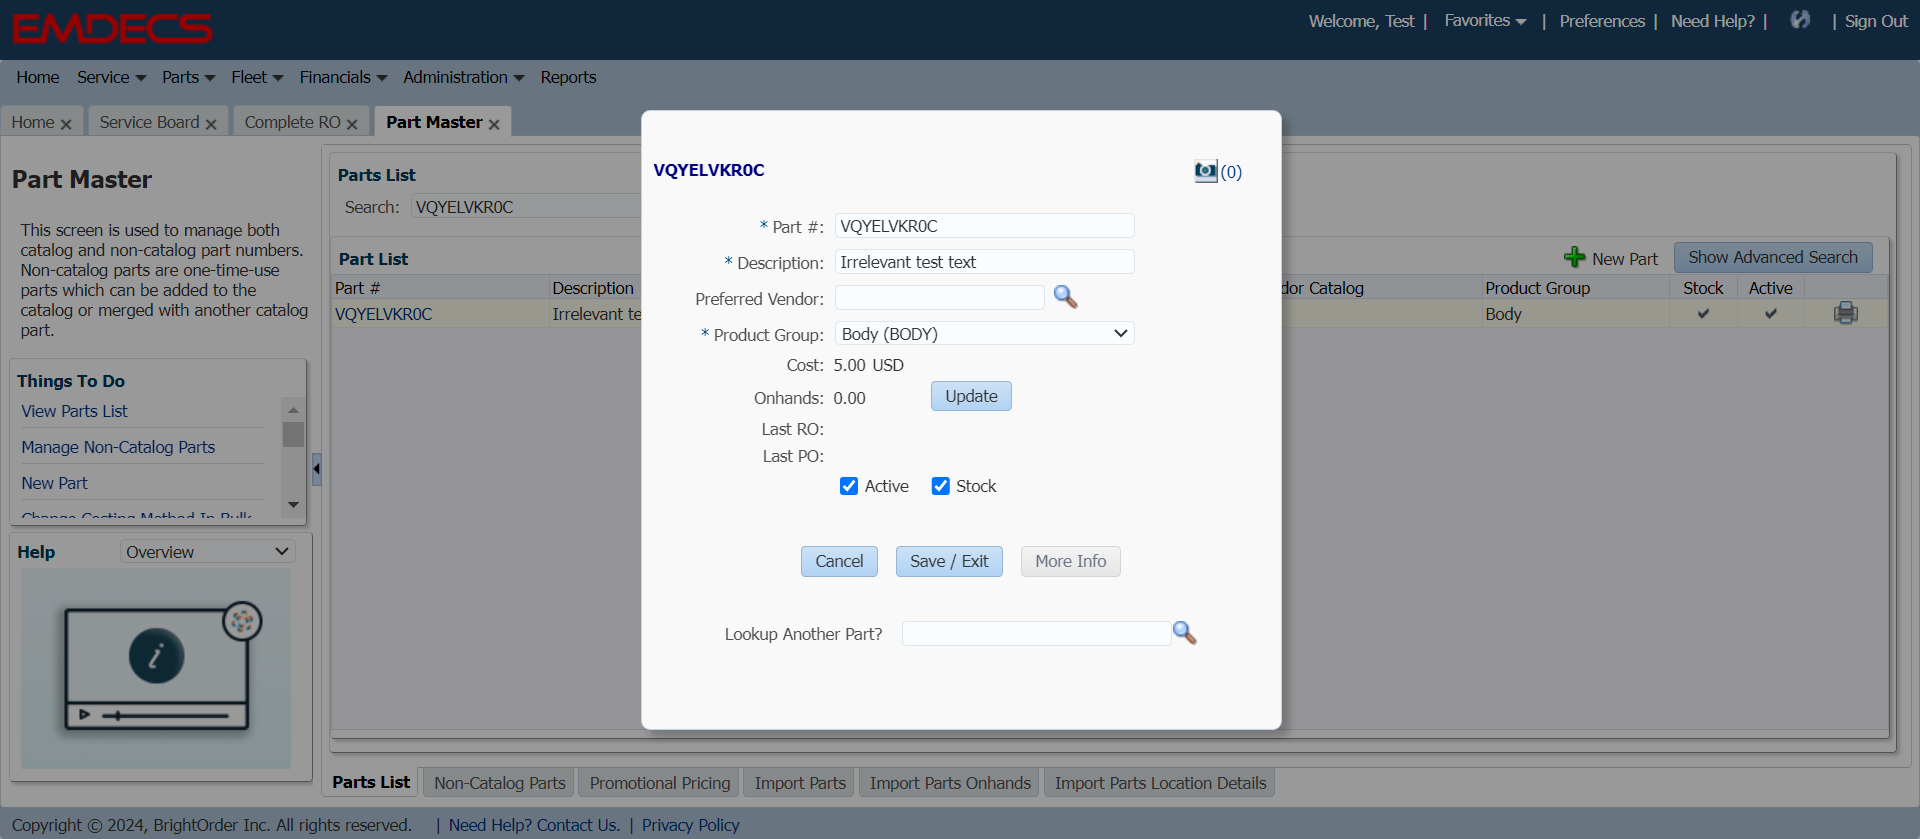 EMDECS
Welcome, Test | Favorites | Preferences | Need Help? | | Sign Out
Home Service Parts Fleet Financials Administration Reports
Home Service Board Complete RO Part Master
Part Master
This screen is used to manage both
catalog and non-catalog part numbers.
Non-catalog parts are one-time-use
parts which can be added to the
catalog or merged with another catalog
part.
Things To Do
View Parts List
Manage Non-Catalog Parts
New Part
Change Costing Method In Bulk
Help Overview
i
Parts List
Search: VQYELVKR0C
Part List New Part Show Advanced Search
Part # Description dor Catalog Product Group Stock Active
VQYELVKR0C Irrelevant te Body
VQYELVKR0C (0)
* Part #: VQYELVKR0C
* Description: Irrelevant test text
Preferred Vendor:
* Product Group: Body (BODY)
Cost: 5.00 USD
Onhands: 0.00 Update
Last RO:
Last PO:
Active Stock
Cancel Save / Exit More Info
Lookup Another Part?
Parts List Non-Catalog Parts Promotional Pricing Import Parts Import Parts Onhands Import Parts Location Details
Copyright © 2024, BrightOrder Inc. All rights reserved. | Need Help? Contact Us. | Privacy Policy